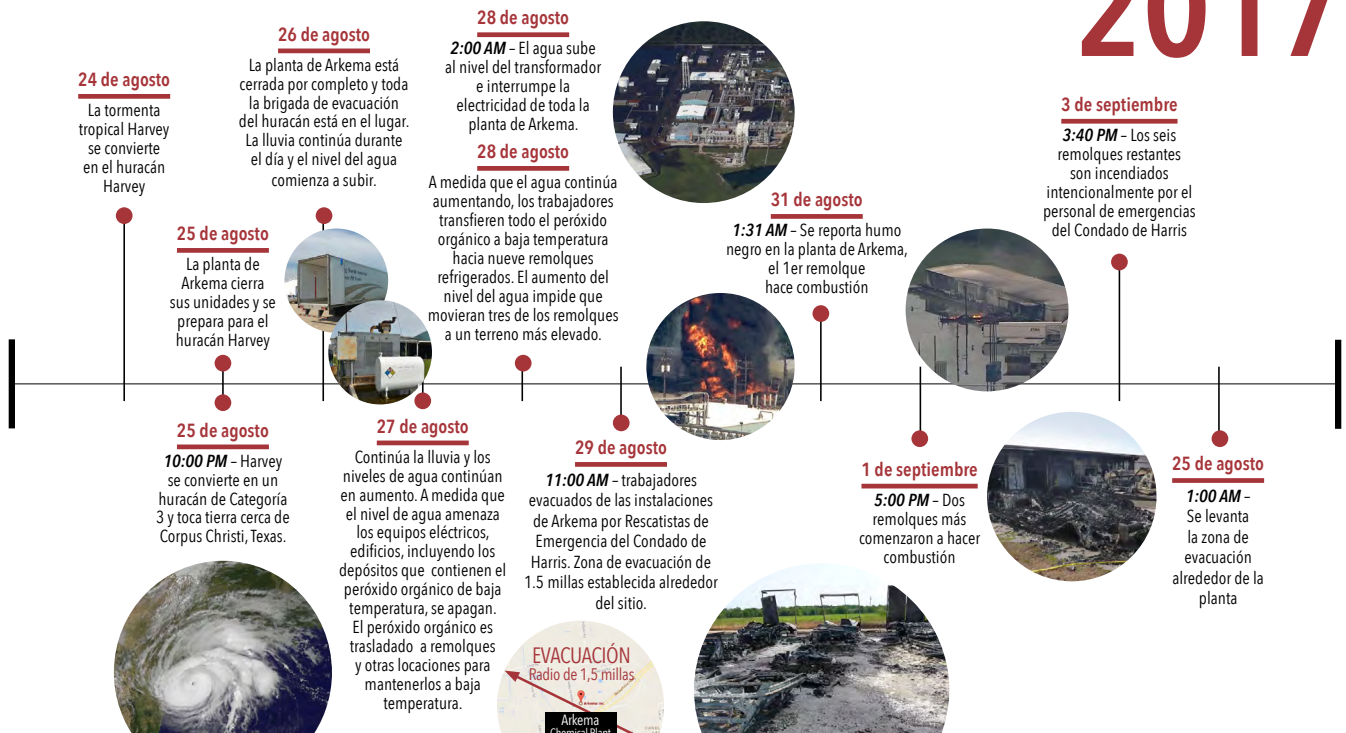 2017
24 de agosto
La tormenta
tropical Harvey
se convierte
en el huracán
Harvey
25 de agosto
La planta de
Arkema cierra
sus unidades y se
prepara para el
huracán Harvey
25 de agosto
10:00 PM – Harvey
se convierte en un
huracán de Categoría
3 y toca tierra cerca de
Corpus Christi, Texas.
26 de agosto
La planta de Arkema está
cerrada por completo y toda
la brigada de evacuación
del huracán está en el lugar.
La lluvia continúa durante
el día y el nivel del agua
comienza a subir.
27 de agosto
Continúa la lluvia y los
niveles de agua continúan
en aumento. A medida que
el nivel de agua amenaza
los equipos eléctricos,
edificios, incluyendo los
depósitos que contienen el
peróxido orgánico de baja
temperatura, se apagan.
El peróxido orgánico es
trasladado a remolques
y otras locaciones para
mantenerlos a baja
temperatura.
28 de agosto
2:00 AM – El agua sube
al nivel del transformador
e interrumpe la
electricidad de toda la
planta de Arkema.
28 de agosto
A medida que el agua continúa
aumentando, los trabajadores
transfieren todo el peróxido
orgánico a baja temperatura
hacia nueve remolques
refrigerados. El aumento del
nivel del agua impide que
movieran tres de los remolques
a un terreno más elevado.
29 de agosto
11:00 AM – trabajadores
evacuados de las instalaciones
de Arkema por Rescatistas de
Emergencia del Condado de
Harris. Zona de evacuación de
1.5 millas establecida alrededor
del sitio.
EVACUACIÓN
Radio de 1,5 millas
Arkema Inc.
Arkema
Chemical Plant
31 de agosto
1:31 AM – Se reporta humo
negro en la planta de Arkema,
el 1er remolque
hace combustión
1 de septiembre
5:00 PM – Dos
remolques más
comenzaron a hacer
combustión
3 de septiembre
3:40 PM – Los seis
remolques restantes
son incendiados
intencionalmente por el
personal de emergencias
del Condado de Harris
25 de agosto
1:00 AM –
Se levanta
la zona de
evacuación
alrededor de la
planta